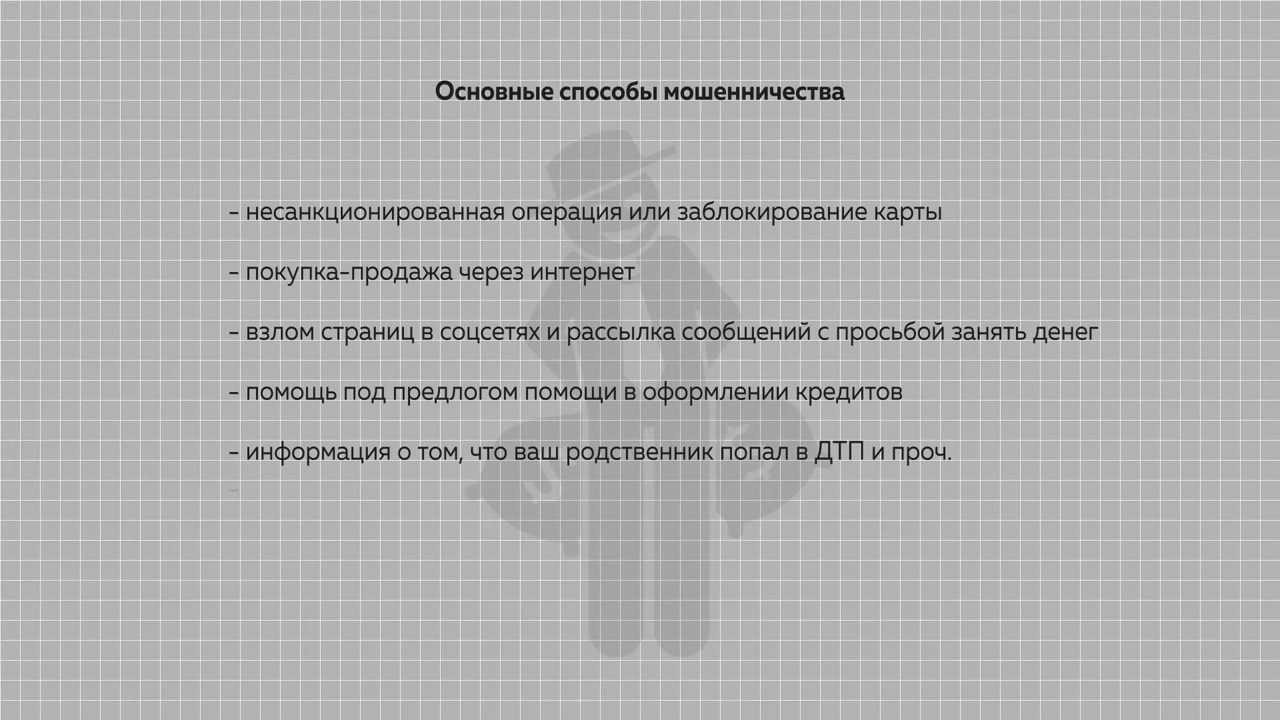 Основные способы мошенничества
- несанкционированная операция или заблокирование карты
- покупка-продажа через интернет
- взлом страниц в соцсетях и рассылка сообщений с просьбой занять денег
- помощь под предлогом помощи в оформлении кредитов
- информация о том, что ваш родственник попал в ДТП и проч.
-